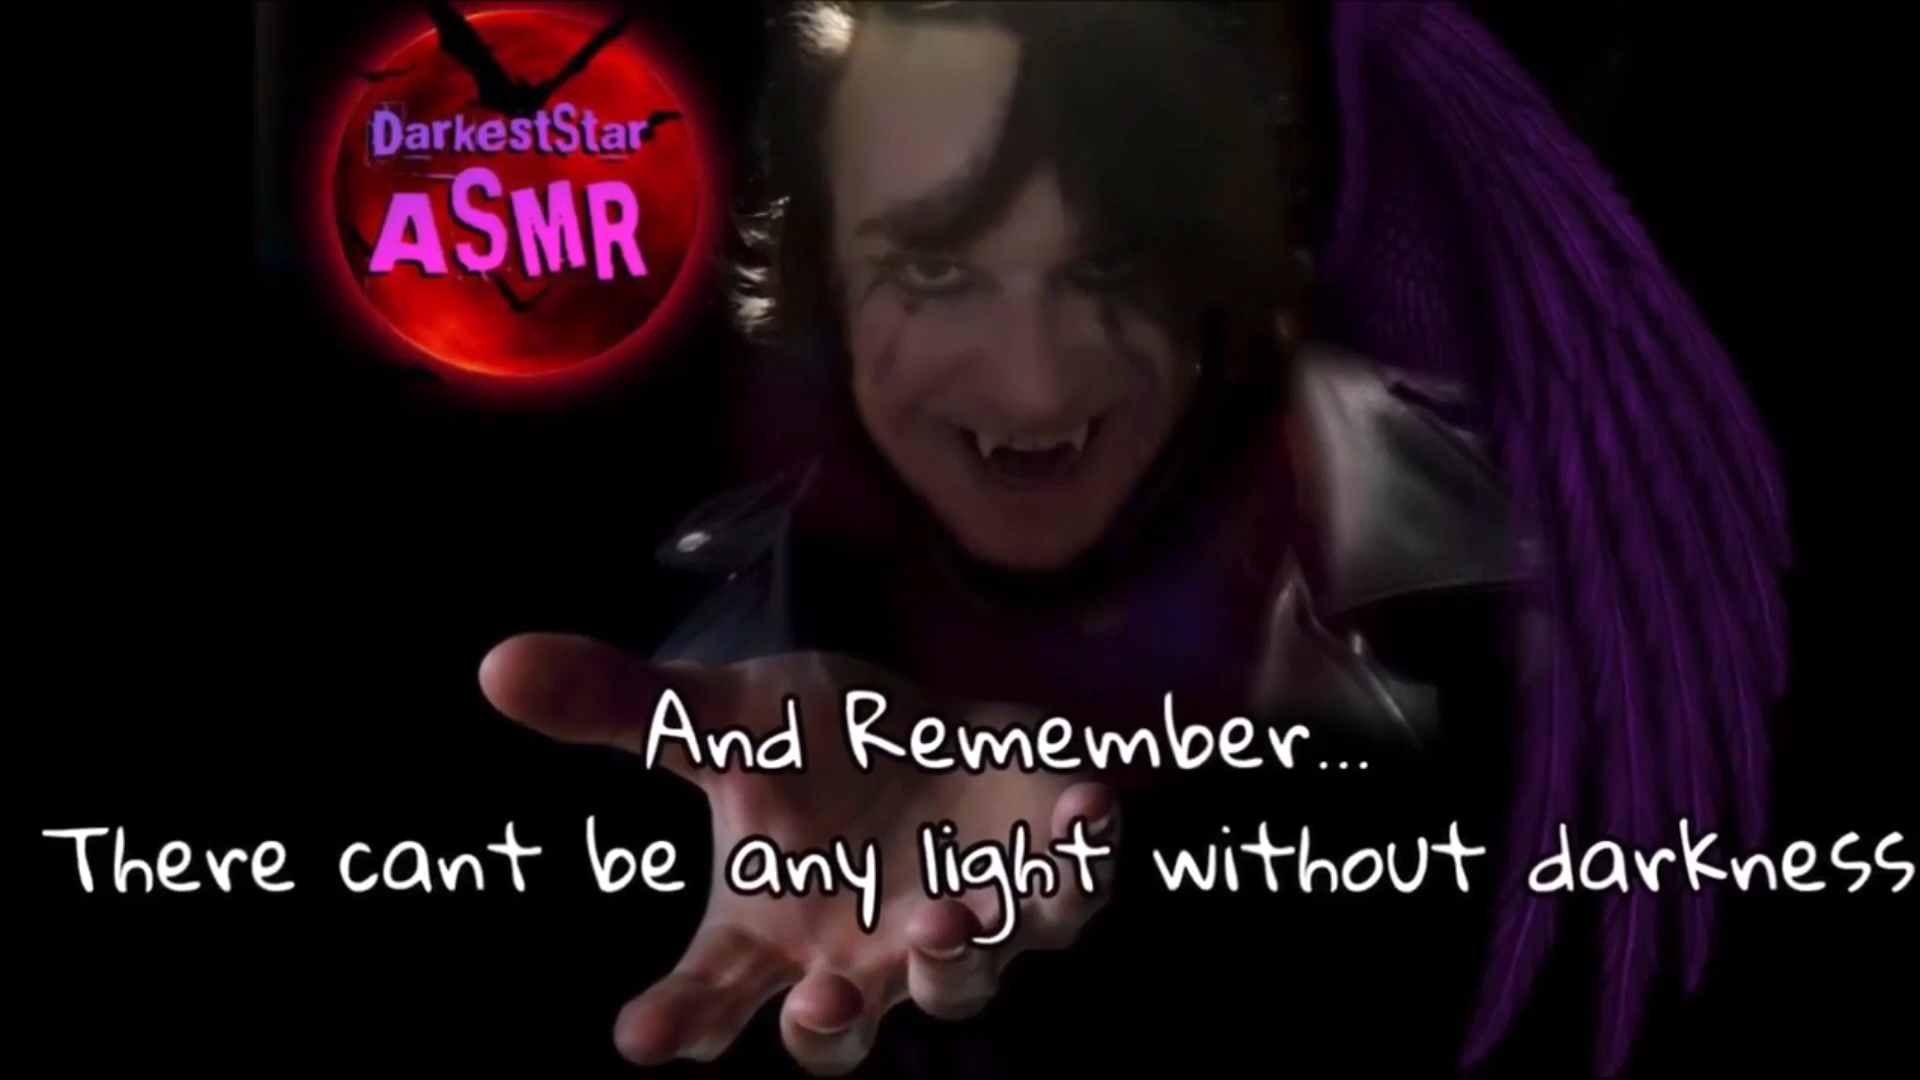 DarkestStar
ASMR
And Remember...
There cant be any light without darkness